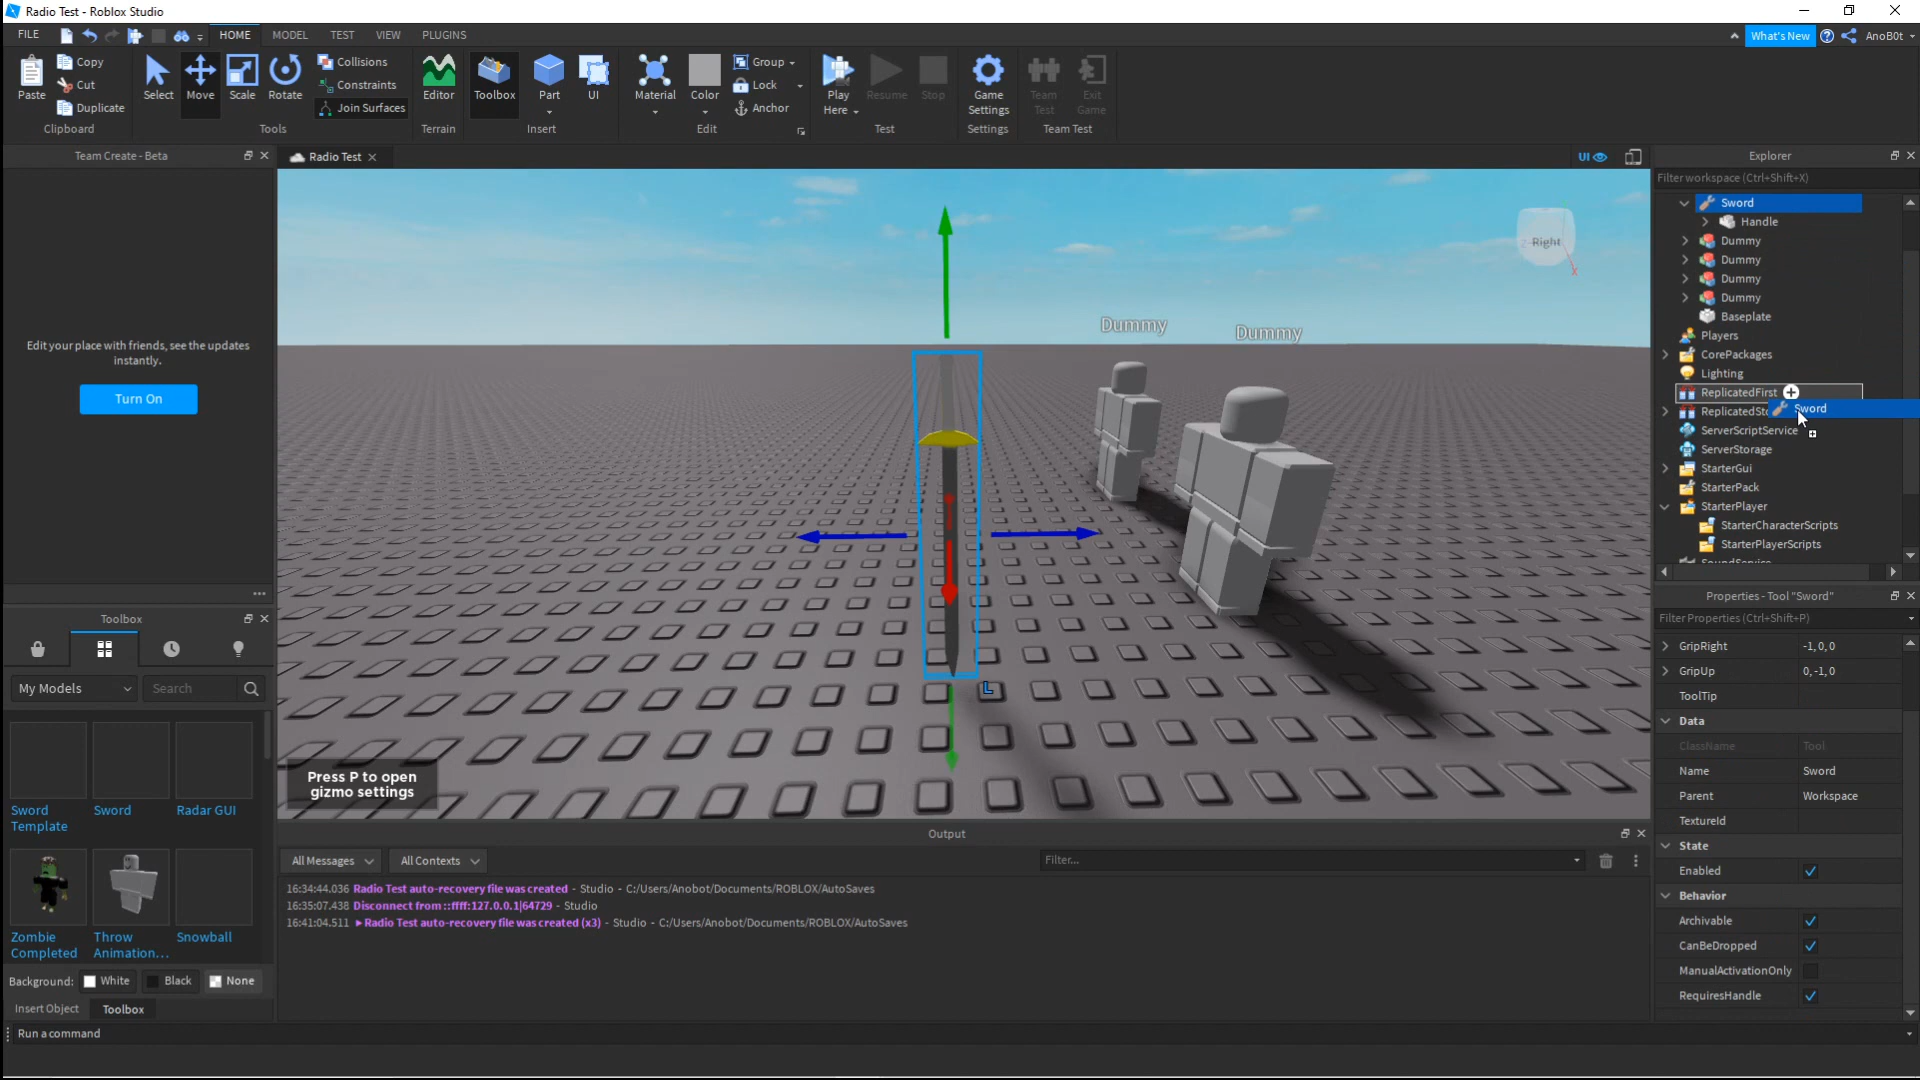 Radio Test - Roblox Studio
FILE
HOME
MODEL
TEST
VIEW
PLUGINS
What's New
AnoB0t
Paste
Copy
Cut
Duplicate
Clipboard
Select
Move
Scale
Rotate
Collisions
Constraints
Join Surfaces
Tools
Editor
Terrain
Toolbox
Part
UI
Insert
Material
Color
Group
Lock
Anchor
Edit
Play
Here
Resume
Stop
Test
Game
Settings
Settings
Team
Test
Exit
Game
Team Test
Team Create - Beta
Edit your place with friends, see the updates
instantly.
Turn On
Toolbox
My Models
Search
Sword
Template
Sword
Radar GUI
Zombie
Completed
Throw
Animation...
Snowball
Background:
White
Black
None
Insert Object
Toolbox
Run a command
Radio Test
UI
Right
Dummy
Dummy
Press P to open
gizmo settings
Output
All Messages
All Contexts
Filter...
16:34:44.036 Radio Test auto-recovery file was created - Studio - C:/Users/Anobot/Documents/ROBLOX/AutoSaves
16:35:07.438 Disconnect from ::ffff:127.0.0.1|64729 - Studio
16:41:04.511 Radio Test auto-recovery file was created (x3) - Studio - C:/Users/Anobot/Documents/ROBLOX/AutoSaves
Explorer
Filter workspace (Ctrl+Shift+X)
Sword
Handle
Dummy
Dummy
Dummy
Dummy
Baseplate
Players
CorePackages
Lighting
ReplicatedFirst
ReplicatedSto
Sword
ServerScriptService
ServerStorage
StarterGui
StarterPack
StarterPlayer
StarterCharacterScripts
StarterPlayerScripts
Properties - Tool "Sword"
Filter Properties (Ctrl+Shift+P)
GripRight
-1, 0, 0
GripUp
0, -1, 0
ToolTip
Data
ClassName
Tool
Name
Sword
Parent
Workspace
TextureId
State
Enabled
Behavior
Archivable
CanBeDropped
ManualActivationOnly
RequiresHandle